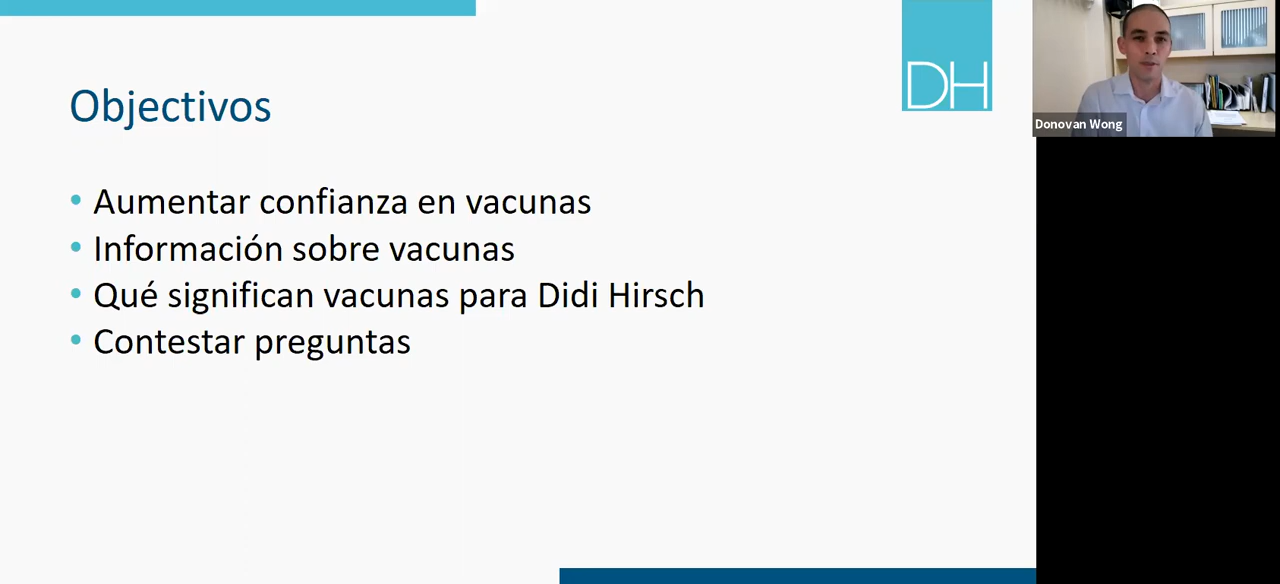 DH
Objectivos
Donovan Wong
• Aumentar confianza en vacunas
• Información sobre vacunas
• Qué significan vacunas para Didi Hirsch
• Contestar preguntas